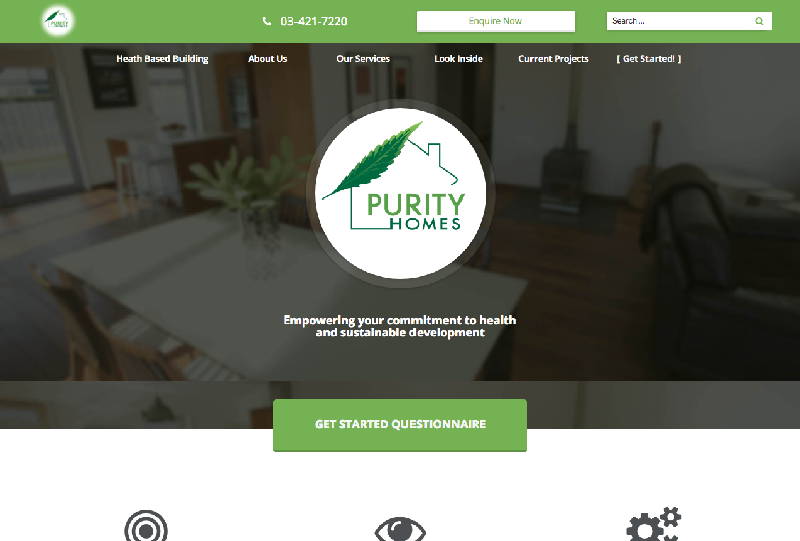 PURITY
HOMES
03-421-7220
Enquire Now
Search ...
Heath Based Building
About Us
Our Services
Look Inside
Current Projects
[ Get Started! ]
PURITY
HOMES
Empowering your commitment to health
and sustainable development
GET STARTED QUESTIONNAIRE